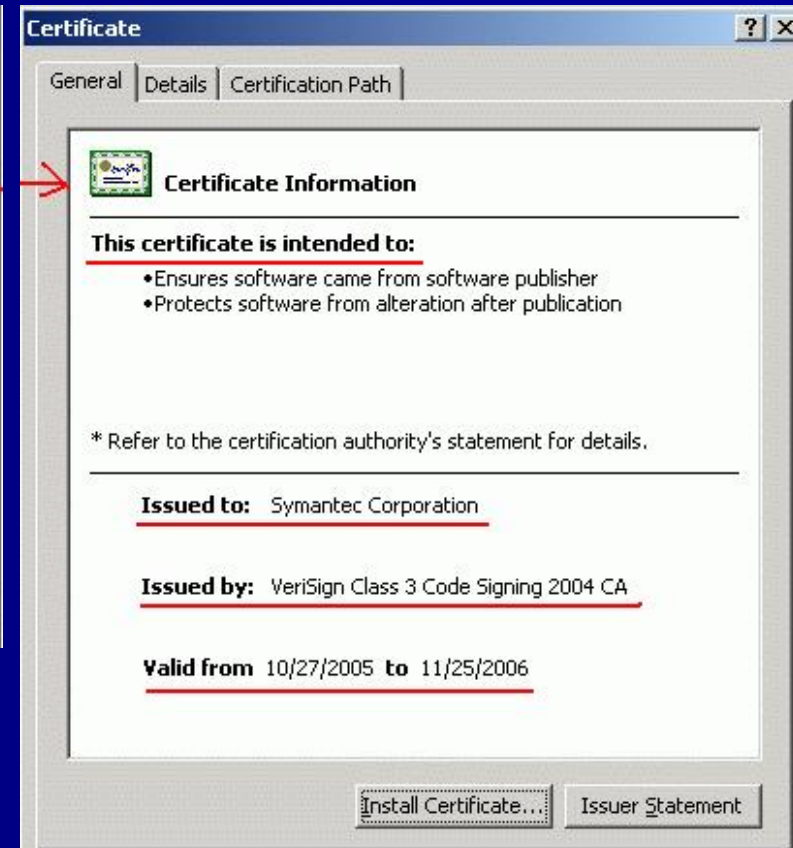 Certificate
General Details Certification Path
Certificate Information
This certificate is intended to:
•Ensures software came from software publisher
•Protects software from alteration after publication
* Refer to the certification authority's statement for details.
Issued to: Symantec Corporation
Issued by: VeriSign Class 3 Code Signing 2004 CA
Valid from 10/27/2005 to 11/25/2006
Install Certificate... Issuer Statement